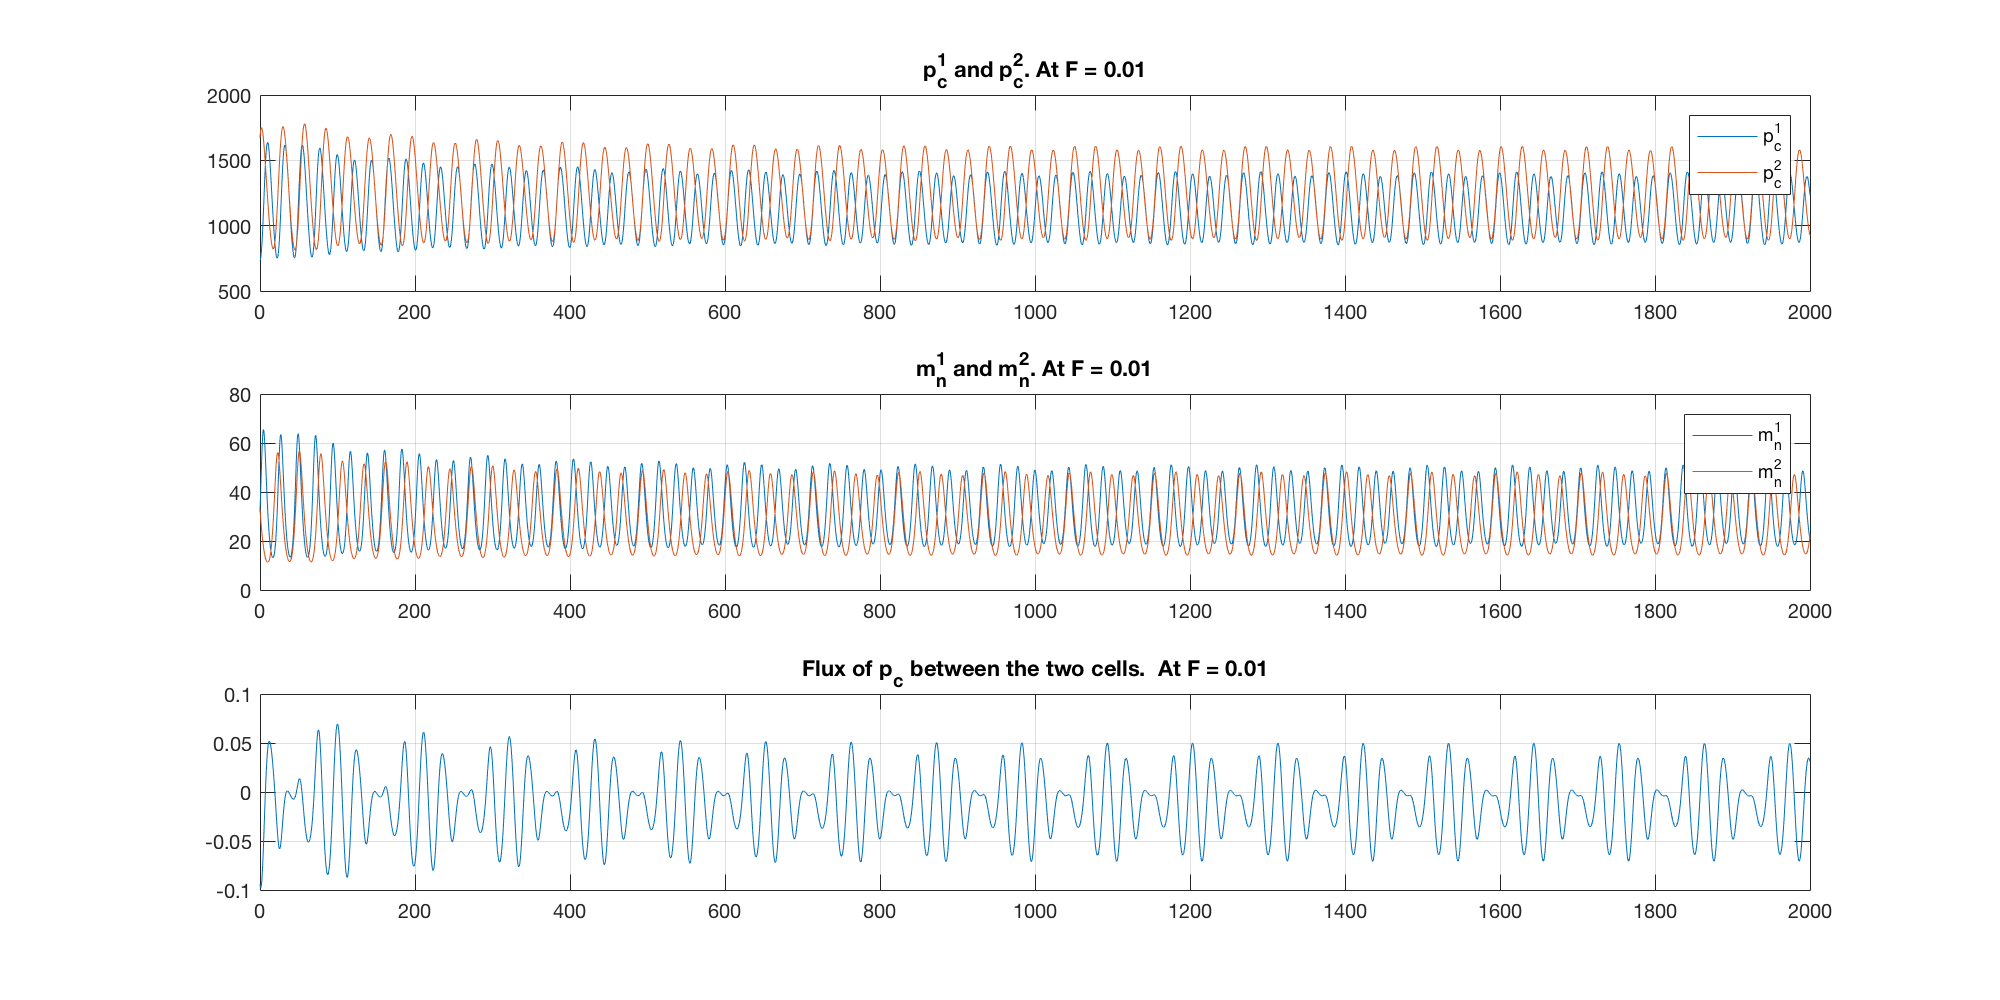 p_c^1 and p_c^2. At F = 0.01
2000
1500
1000
500
0 200 400 600 800 1000 1200 1400 1600 1800 2000
p_c^1
p_c^2
m_n^1 and m_n^2. At F = 0.01
80
60
40
20
0
0 200 400 600 800 1000 1200 1400 1600 1800 2000
m_n^1
m_n^2
Flux of p_c between the two cells. At F = 0.01
0.1
0.05
0
-0.05
-0.1
0 200 400 600 800 1000 1200 1400 1600 1800 2000